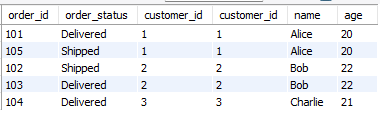 order_id order_status customer_id customer_id name age
101 Delivered 1 1 Alice 20
105 Shipped 1 1 Alice 20
102 Shipped 2 2 Bob 22
103 Delivered 2 2 Bob 22
104 Delivered 3 3 Charlie 21